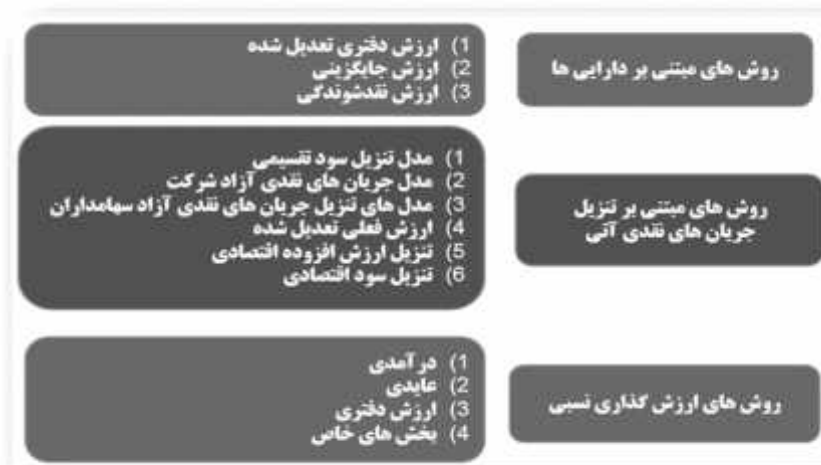 روش های مبتنی بر دارایی ها
1) ارزش دفتری تعدیل شده
2) ارزش جایگزینی
3) ارزش نقدشوندگی
روش های مبتنی بر تنزیل
جریان های نقدی آتی
1) مدل تنزیل سود تقسیمی
2) مدل جریان های نقدی آزاد شرکت
3) مدل های تنزیل جریان های نقدی آزاد سهامداران
4) ارزش فعلی تعدیل شده
5) تنزیل ارزش افزوده اقتصادی
6) تنزیل سود اقتصادی
روش های ارزش گذاری نسبی
1) درآمدی
2) عایدی
3) ارزش دفتری
4) بخش های خاص